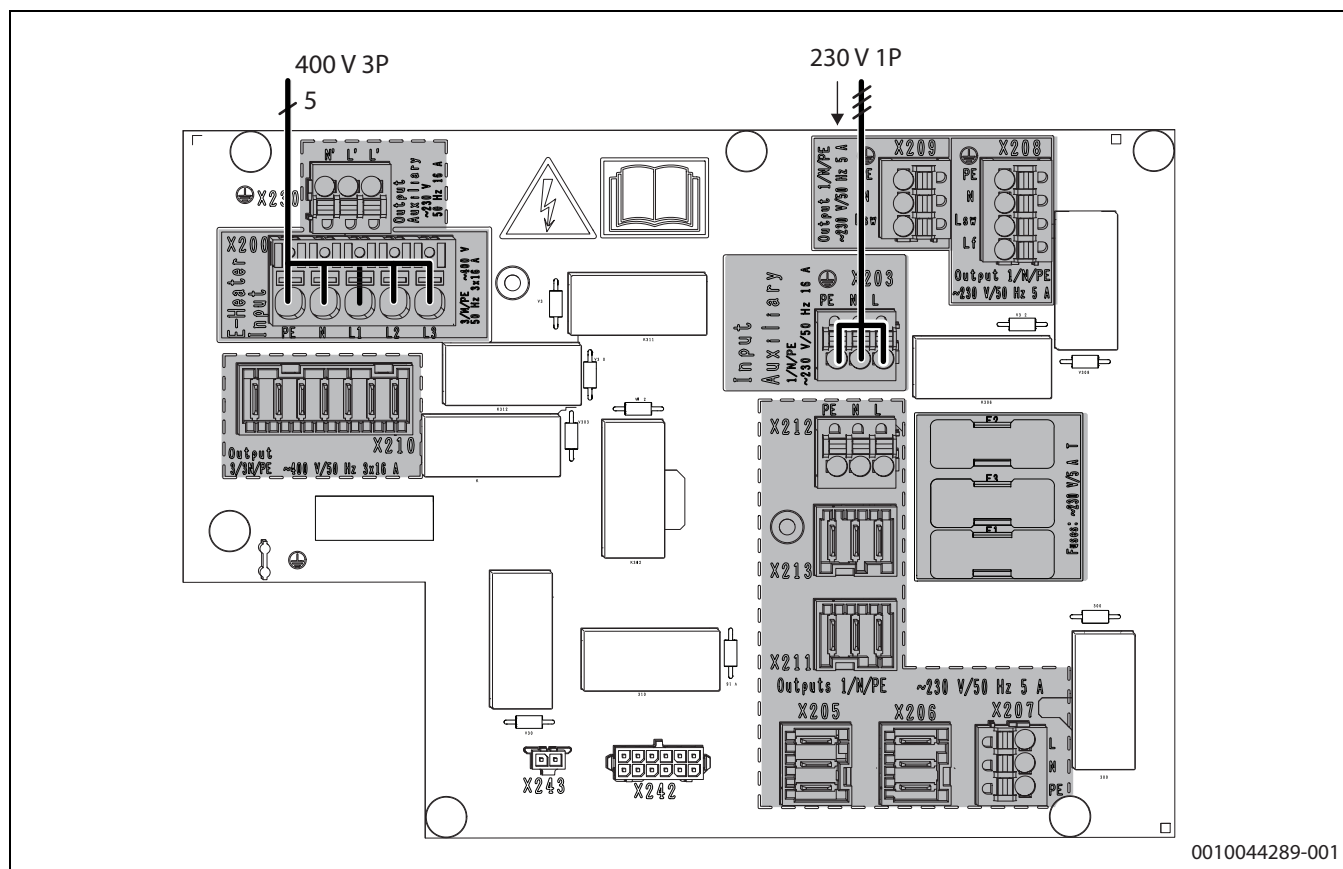 400 V 3P
5
230 V 1P
N' L' L'
X230
Output
Auxiliary
~230 V
50 Hz 16 A
X200
E-Heater
Input
PE N L1 L2 L3
3/N/PE ~400 V
50 Hz 3x16 A
X210
Output
3/3N/PE ~400 V/50 Hz 3x16 A
Output 1/N/PE
~230 V/50 Hz 5 A
X209
X208
PE
N
Lsw
Lf
Output 1/N/PE
~230 V/50 Hz 5 A
Input
Auxiliary
1/N/PE
~230 V/50 Hz 16 A
X203
PE N L
PE N L
X212
X213
X211
Outputs 1/N/PE ~230 V/50 Hz 5 A
X205 X206 X207
L
N
PE
F3
F1
Fuses: ~230 V/5 A T
K311
K312
V303
X243
X242
0010044289-001